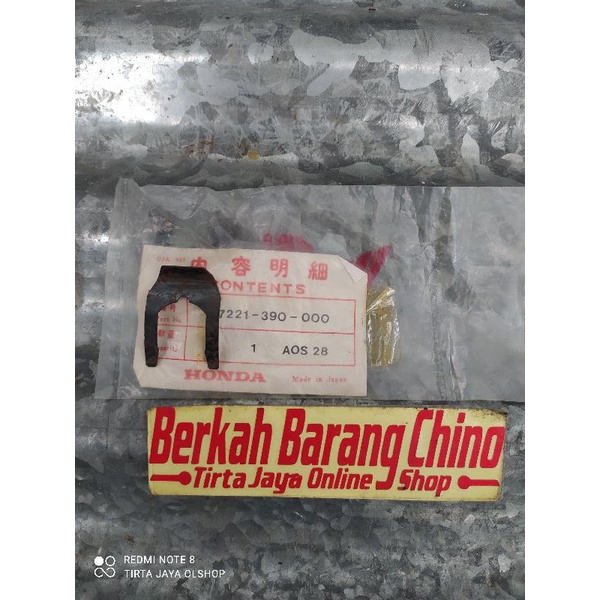 内容明細
CONTENTS
7221-390-000
1 AOS 28
HONDA Made in Japan
Berkah Barang Chino
Tirta Jaya Online Shop
REDMI NOTE 8
TIRTA JAYA OLSHOP